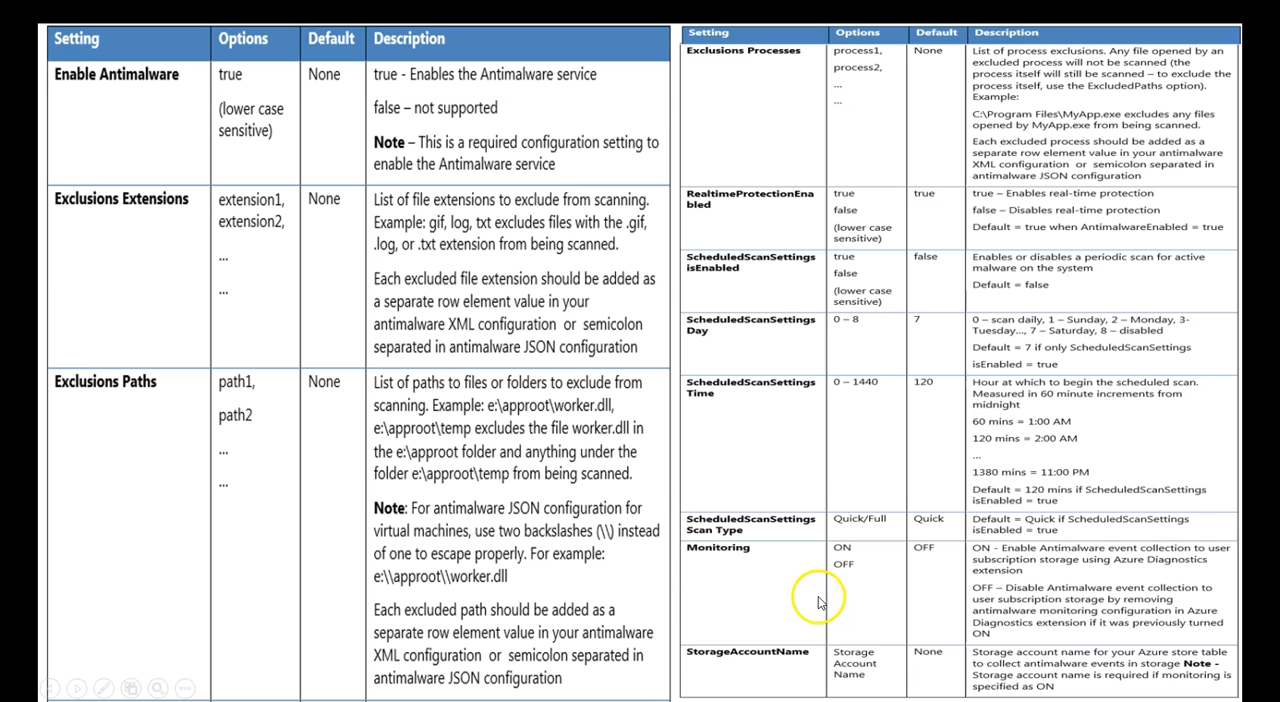 Setting Options Default Description
Enable Antimalware true None true - Enables the Antimalware service
(lower case
sensitive)
false – not supported
Note – This is a required configuration setting to
enable the Antimalware service
Exclusions Extensions extension1, None List of file extensions to exclude from scanning.
extension2,
...
...
Example: gif, log, txt excludes files with the .gif,
.log, or .txt extension from being scanned.
Each excluded file extension should be added as
a separate row element value in your
antimalware XML configuration or semicolon
separated in antimalware JSON configuration
Exclusions Paths path1, None List of paths to files or folders to exclude from
path2
...
...
scanning. Example: e:\approot\worker.dll,
e:\approot\temp excludes the file worker.dll in
the e:\approot folder and anything under the
folder e:\approot\temp from being scanned.
Note: For antimalware JSON configuration for
virtual machines, use two backslashes (\\) instead
of one to escape properly. For example:
e:\\approot\\worker.dll
Each excluded path should be added as a
separate row element value in your antimalware
XML configuration or semicolon separated in
antimalware JSON configuration
Setting Options Default Description
Exclusions Processes process1, None List of process exclusions. Any file opened by an
process2,
...
...
excluded process will not be scanned (the
process itself will still be scanned – to exclude the
process itself, use the ExcludedPaths option).
Example:
C:\Program Files\MyApp.exe excludes any files
opened by MyApp.exe from being scanned.
Each excluded process should be added as a
separate row element value in your antimalware
XML configuration or semicolon separated in
antimalware JSON configuration
RealtimeProtectionEna true true true – Enables real-time protection
bled
false
(lower case
sensitive)
false – Disables real-time protection
Default = true when AntimalwareEnabled = true
ScheduledScanSettings true false Enables or disables a periodic scan for active
isEnabled
false
(lower case
sensitive)
malware on the system
Default = false
ScheduledScanSettings 0 – 8 7 0 – scan daily, 1 – Sunday, 2 – Monday, 3-
Day
Tuesday..., 7 – Saturday, 8 – disabled
Default = 7 if only ScheduledScanSettings
isEnabled = true
ScheduledScanSettings 0 – 1440 120 Hour at which to begin the scheduled scan.
Time
Measured in 60 minute increments from
midnight
60 mins = 1:00 AM
120 mins = 2:00 AM
...
1380 mins = 11:00 PM
Default = 120 mins if ScheduledScanSettings
isEnabled = true
ScheduledScanSettings Quick/Full Quick Default = Quick if ScheduledScanSettings
Scan Type
isEnabled = true
Monitoring ON OFF ON - Enable Antimalware event collection to user
OFF
subscription storage using Azure Diagnostics
extension
OFF – Disable Antimalware event collection to
user subscription storage by removing
antimalware monitoring configuration in Azure
Diagnostics extension if it was previously turned
ON
StorageAccountName Storage None Storage account name for your Azure store table
Account
Name
to collect antimalware events in storage Note -
Storage account name is required if monitoring is
specified as ON